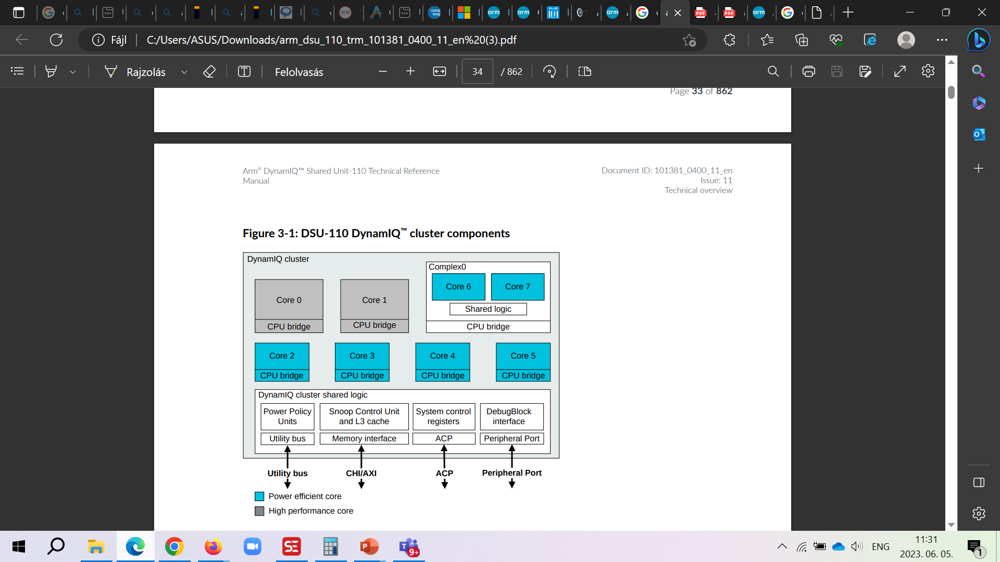 Fájl
C:/Users/ASUS/Downloads/arm_dsu_110_trm_101381_0400_11_en%20(3).pdf
Rajzolás
Felolvasás
34
/ 862
Page 33 of 862
Arm® DynamIQ™ Shared Unit-110 Technical Reference
Manual
Document ID: 101381_0400_11_en
Issue: 11
Technical overview
Figure 3-1: DSU-110 DynamIQ™ cluster components
DynamIQ cluster
Complex0
Core 6
Core 7
Shared logic
CPU bridge
Core 0
CPU bridge
Core 1
CPU bridge
Core 2
CPU bridge
Core 3
CPU bridge
Core 4
CPU bridge
Core 5
CPU bridge
DynamIQ cluster shared logic
Power Policy
Units
Snoop Control Unit
and L3 cache
System control
registers
DebugBlock
interface
Utility bus
Memory interface
ACP
Peripheral Port
Utility bus
CHI/AXI
ACP
Peripheral Port
Power efficient core
High performance core
ENG
11:31
2023. 06. 05.
9+
1